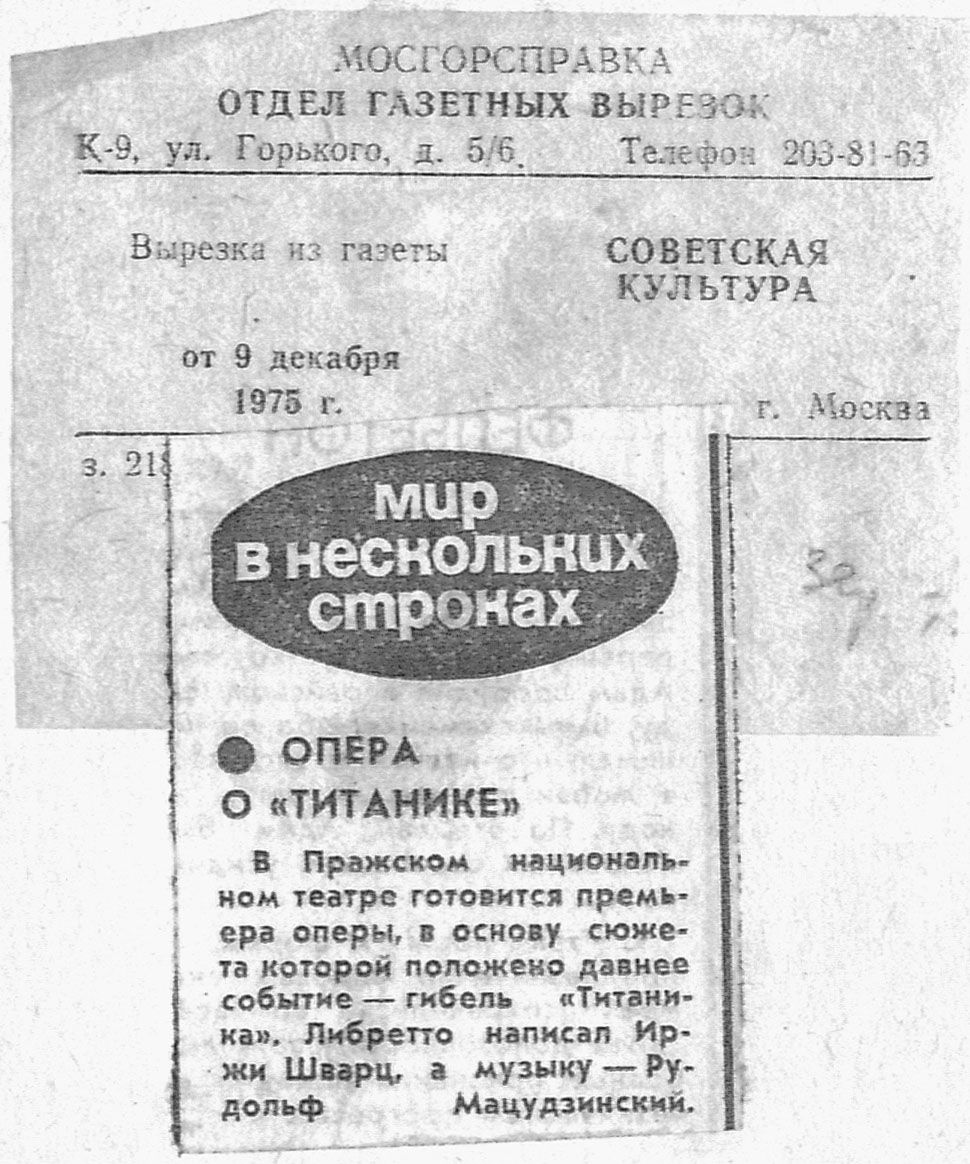 МОСГОРСПРАВКА
ОТДЕЛ ГАЗЕТНЫХ ВЫРЕЗОК
К-9, ул. Горького, д. 5/6. Телефон 203-81-63
Вырезка из газеты
СОВЕТСКАЯ
КУЛЬТУРА
от 9 декабря
1975 г.
г. Москва
з. 218
мир
в нескольких
строках
ОПЕРА
О «ТИТАНИКЕ»
В Пражском националь-
ном театре готовится премь-
ера оперы, в основу сюже-
та которой положено давнее
событие — гибель «Титани-
ка». Либретто написал Ир-
жи Шварц, а музыку — Ру-
дольф Мацудзинский.